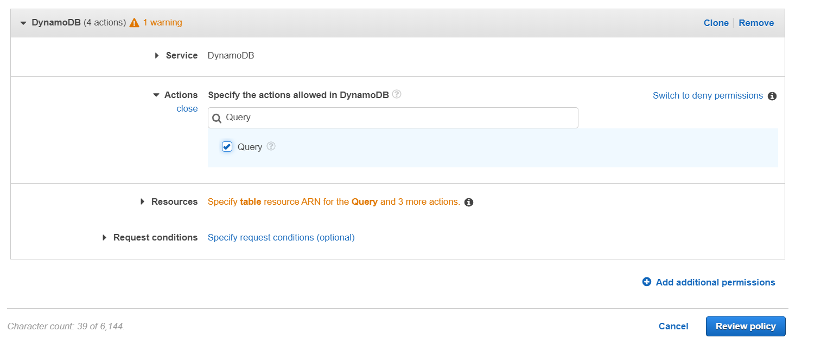 DynamoDB (4 actions) 1 warning Clone Remove
Service DynamoDB
Actions Specify the actions allowed in DynamoDB Switch to deny permissions
close
Query
Query
Resources Specify table resource ARN for the Query and 3 more actions.
Request conditions Specify request conditions (optional)
Add additional permissions
Character count: 39 of 6,144 Cancel Review policy